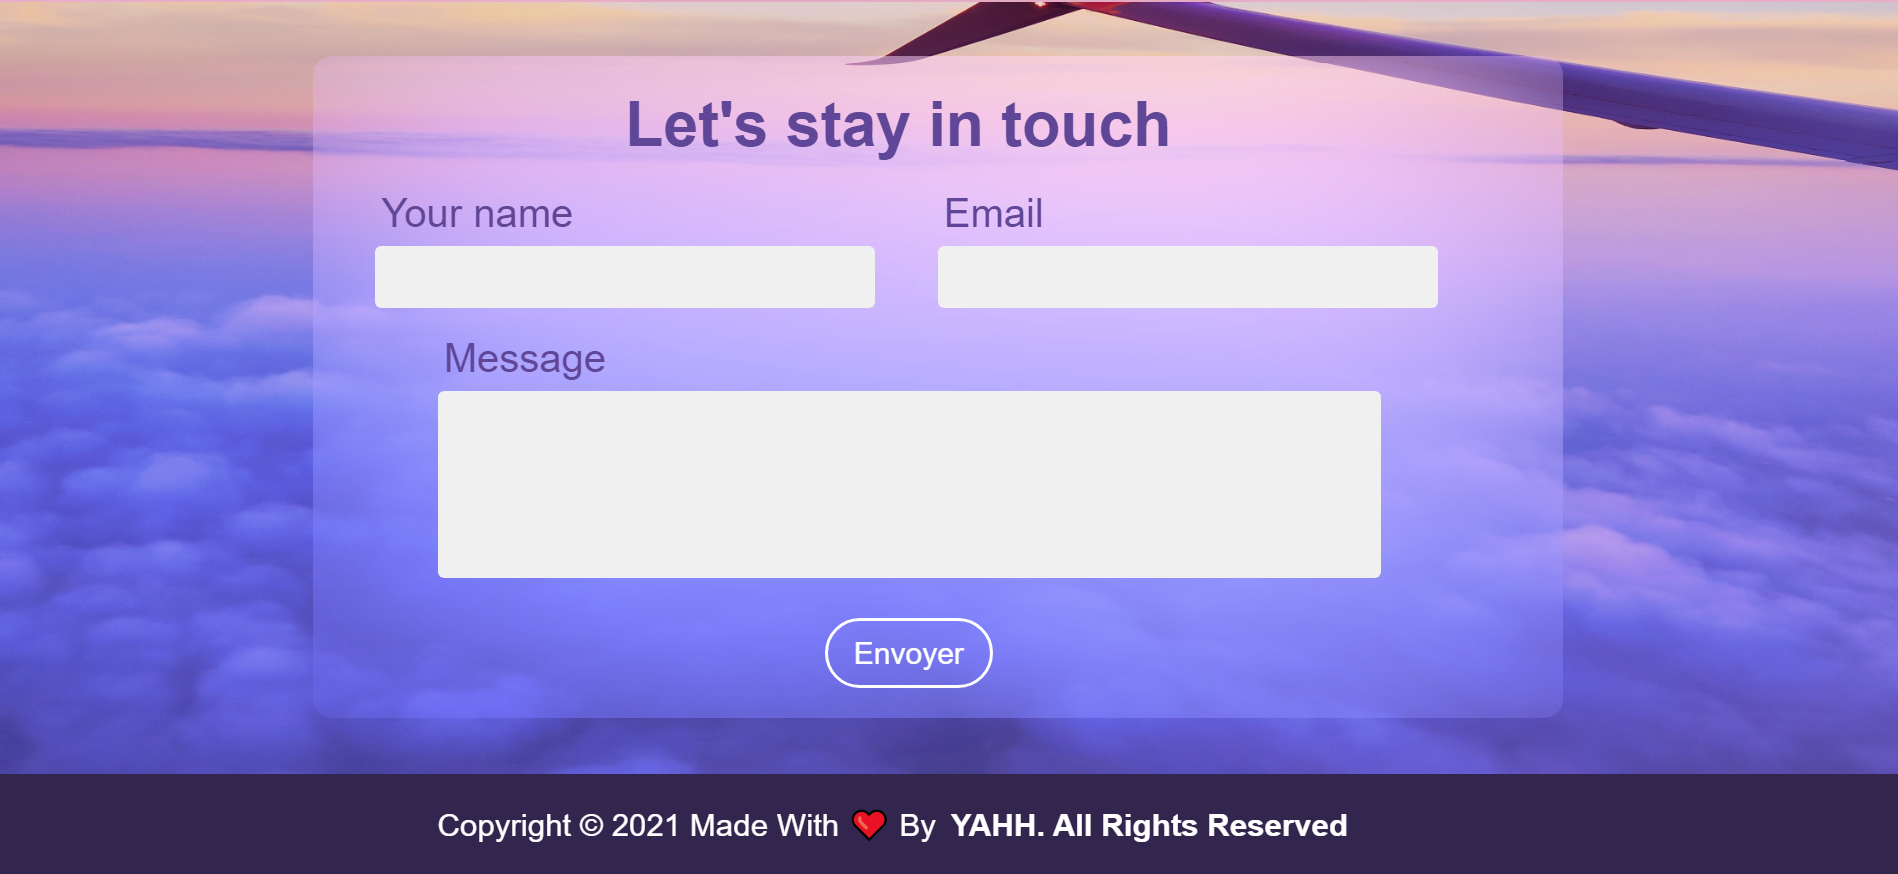 Let's stay in touch
Your name
Email
Message
Envoyer
Copyright © 2021 Made With ❤ By YAHH. All Rights Reserved